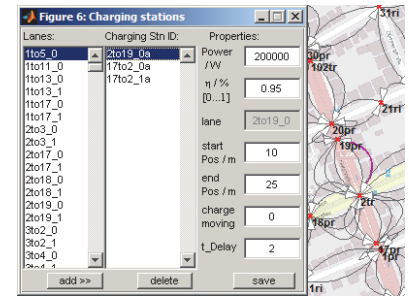 Figure 6: Charging stations
Lanes:
Charging Stn ID:
Properties:
1to5_0
1to11_0
1to13_0
1to13_1
1to17_0
1to17_1
2to3_0
2to3_1
2to17_0
2to17_1
2to18_0
2to18_1
2to19_0
2to19_1
3to2_0
3to2_1
3to4_0
3to4_1
2to19_0a
17to2_0a
17to2_1a
Power /W
200000
η / % [0...1]
0.95
lane
2to19_0
start Pos / m
10
end Pos / m
25
charge moving
0
t_Delay
2
add >>
delete
save
31ri
30pr
192tr
21ri
20pr
19pr
2tr
18pr
17pr
1pr
1ri